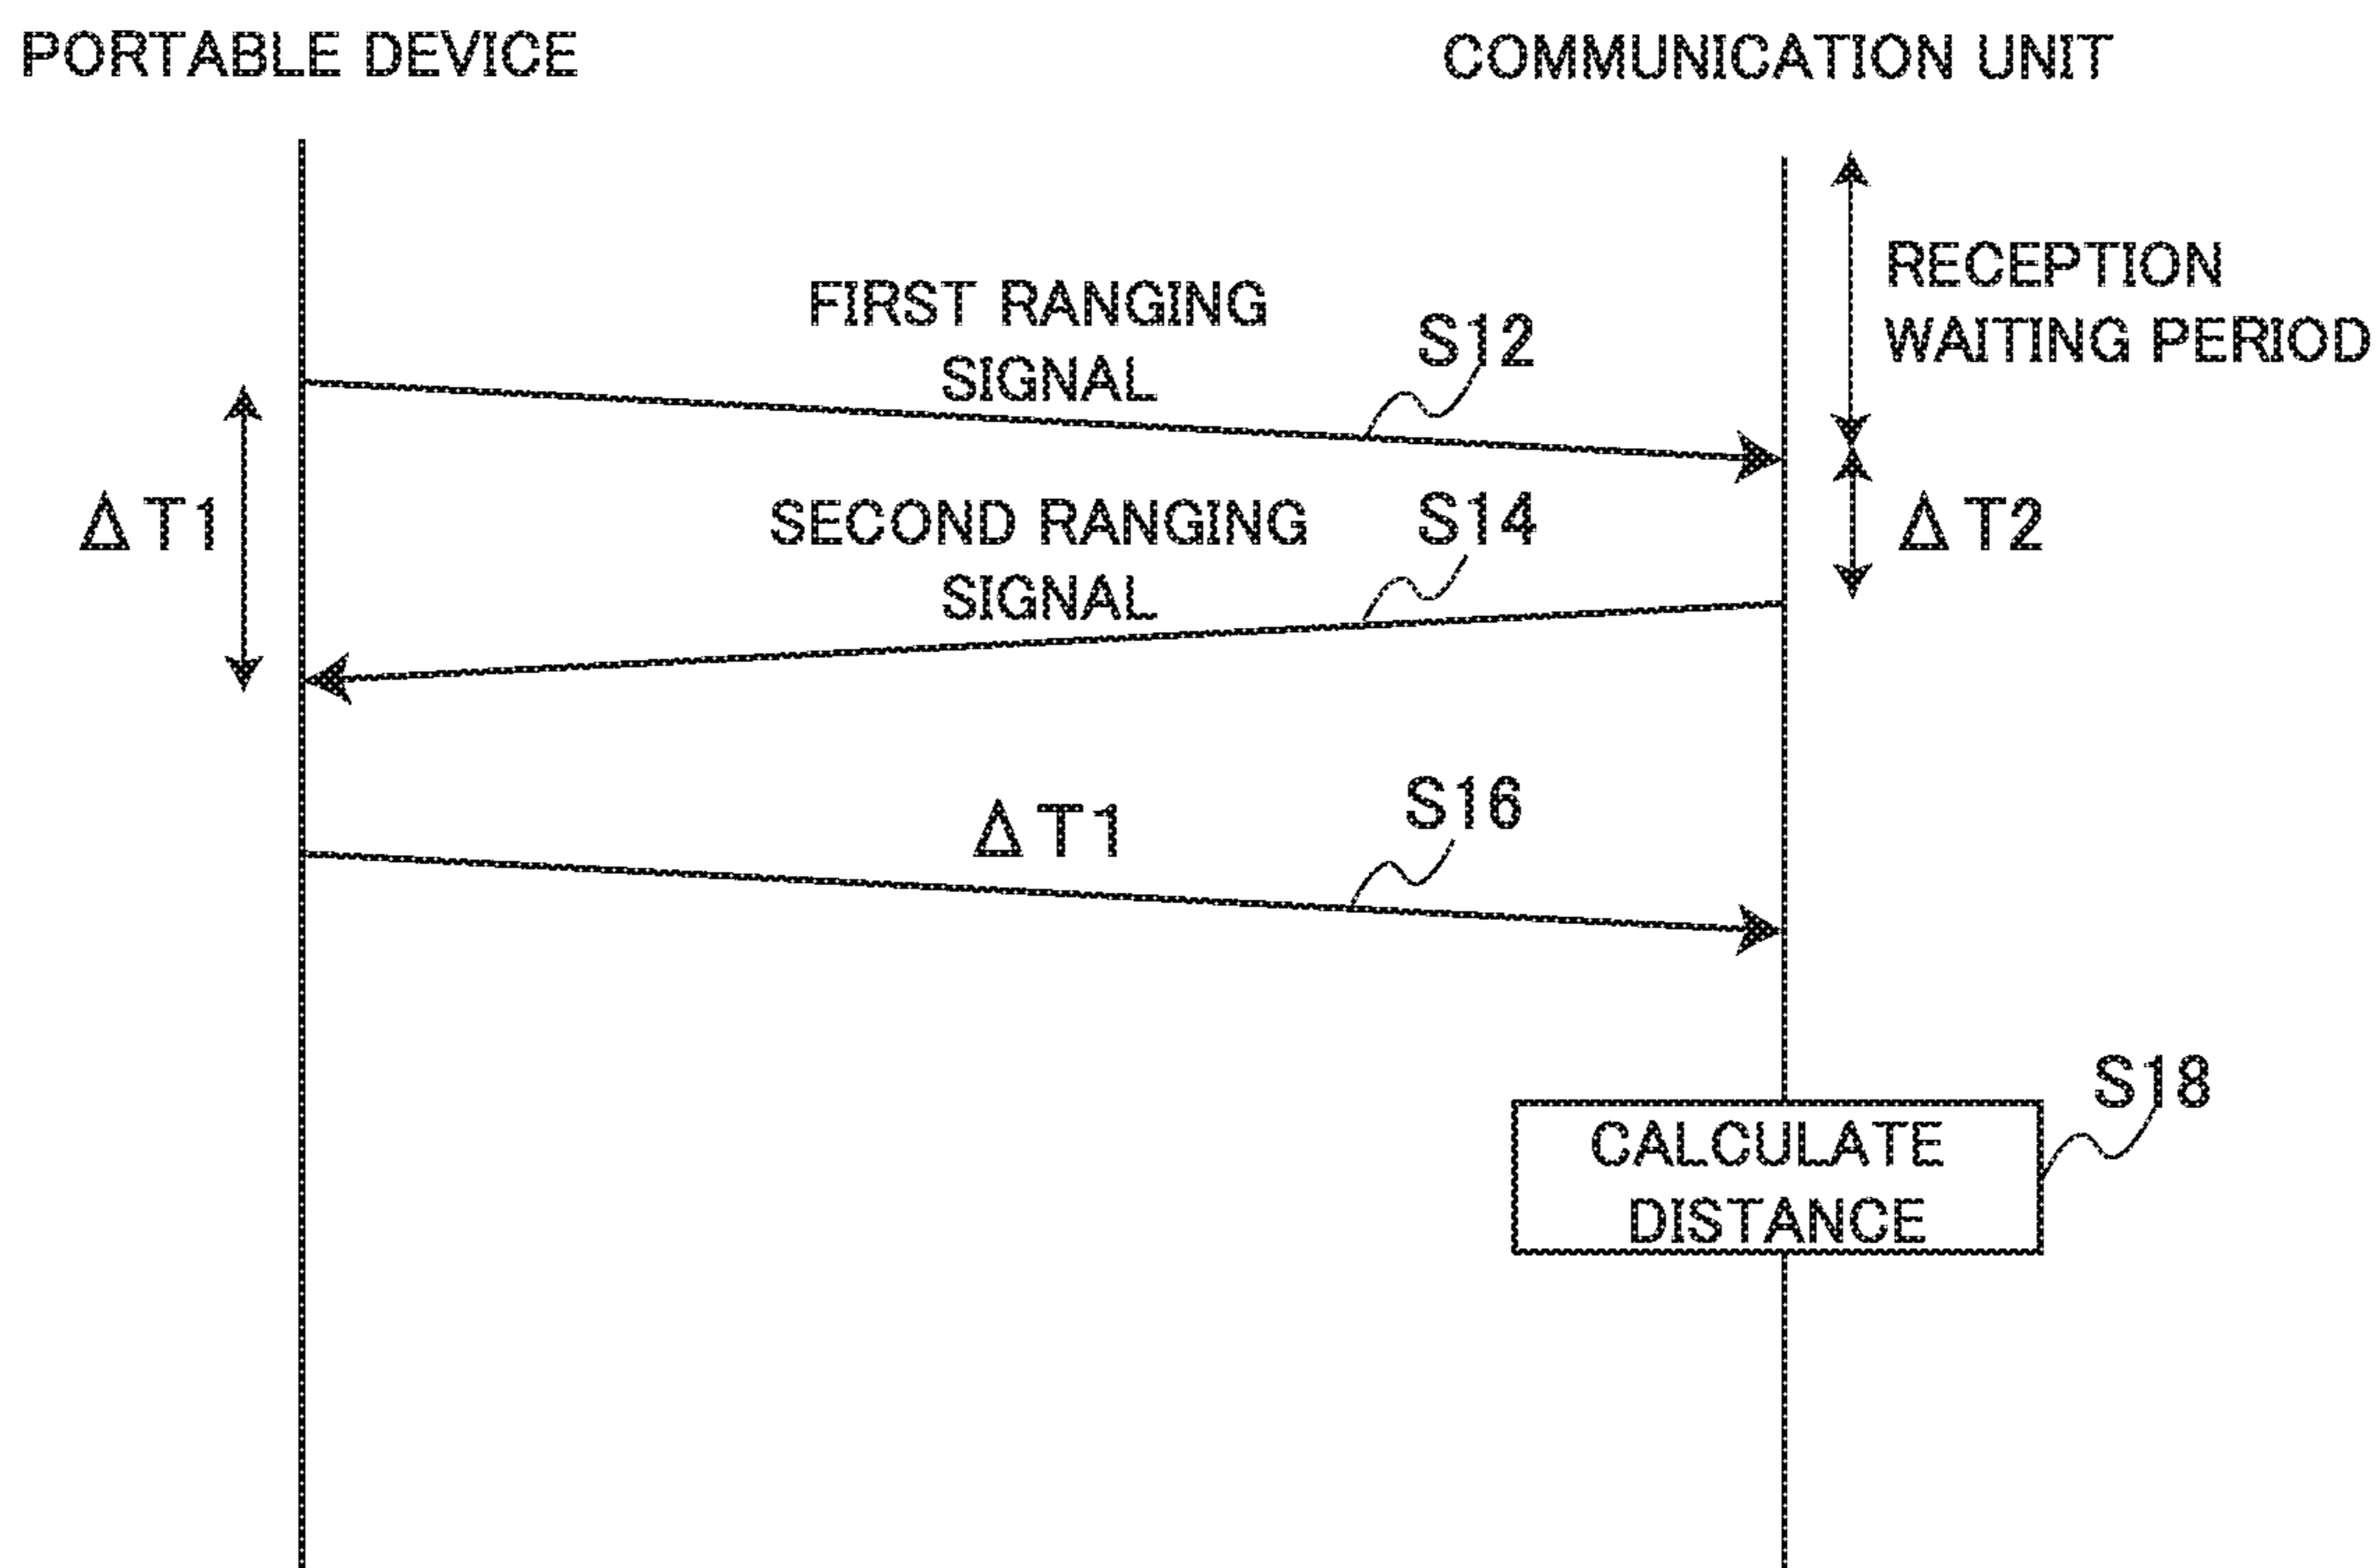 PORTABLE DEVICE
COMMUNICATION UNIT
RECEPTION
WAITING PERIOD
FIRST RANGING
SIGNAL
S12
ΔT1
SECOND RANGING
SIGNAL
S14
ΔT2
ΔT1
S16
S18
CALCULATE
DISTANCE